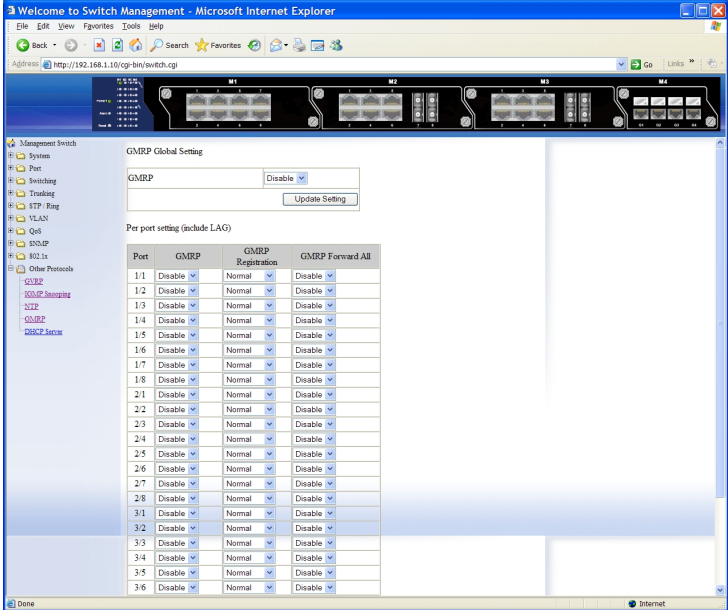 Welcome to Switch Management - Microsoft Internet Explorer
File Edit View Favorites Tools Help
Back Search Favorites
Address http://192.168.1.10/cgi-bin/switch.cgi Go Links »
M1 M2 M3 M4
Management Switch
System
Port
Switching
Trunking
STP / Ring
VLAN
QoS
SNMP
802.1x
Other Protocols
GVRP
IGMP Snooping
NTP
GMRP
DHCP Server
GMRP Global Setting
GMRP Disable
Update Setting
Per port setting (include LAG)
Port GMRP GMRP Registration GMRP Forward All
1/1 Disable Normal Disable
1/2 Disable Normal Disable
1/3 Disable Normal Disable
1/4 Disable Normal Disable
1/5 Disable Normal Disable
1/6 Disable Normal Disable
1/7 Disable Normal Disable
1/8 Disable Normal Disable
2/1 Disable Normal Disable
2/2 Disable Normal Disable
2/3 Disable Normal Disable
2/4 Disable Normal Disable
2/5 Disable Normal Disable
2/6 Disable Normal Disable
2/7 Disable Normal Disable
2/8 Disable Normal Disable
3/1 Disable Normal Disable
3/2 Disable Normal Disable
3/3 Disable Normal Disable
3/4 Disable Normal Disable
3/5 Disable Normal Disable
3/6 Disable Normal Disable
Done Internet